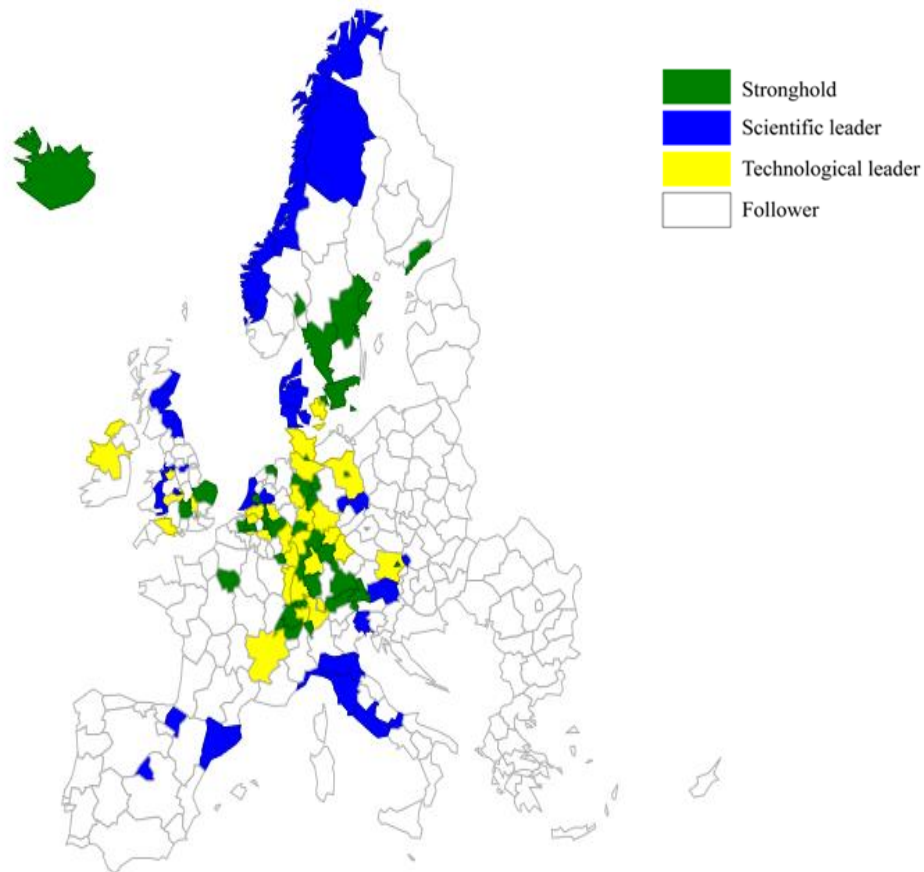 Stronghold
Scientific leader
Technological leader
Follower